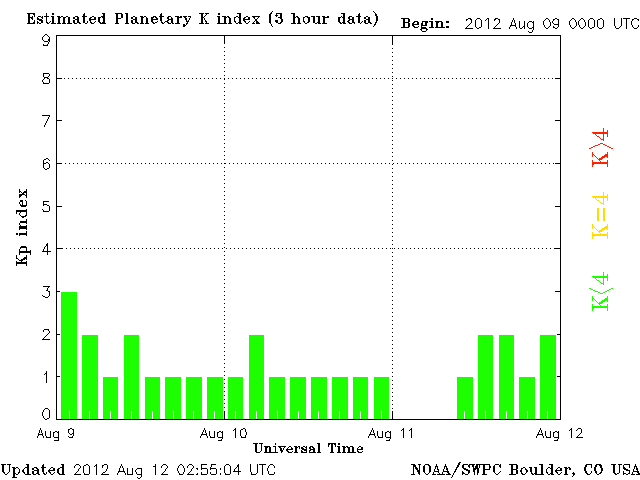 Estimated Planetary K index (3 hour data) Begin: 2012 Aug 09 0000 UTC
9
8
7
6
5
4
3
2
1
0
Kp index
K>4
K=4
K<4
Aug 9 Aug 10 Aug 11 Aug 12
Universal Time
Updated 2012 Aug 12 02:55:04 UTC NOAA/SWPC Boulder, CO USA